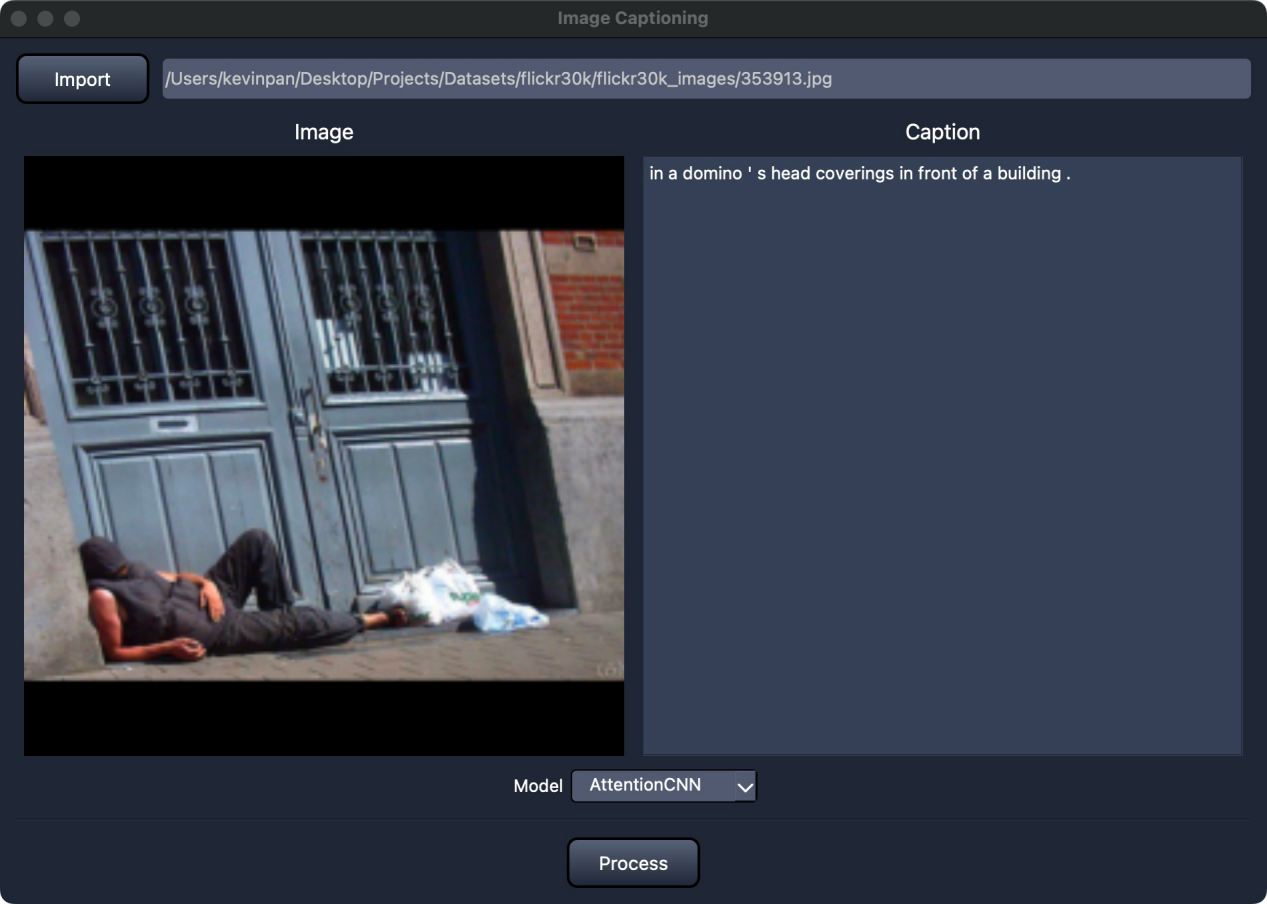 Image Captioning
Import
/Users/kevinpan/Desktop/Projects/Datasets/flickr30k/flickr30k_images/353913.jpg
Image
Caption
in a domino ' s head coverings in front of a building .
Model
AttentionCNN
Process